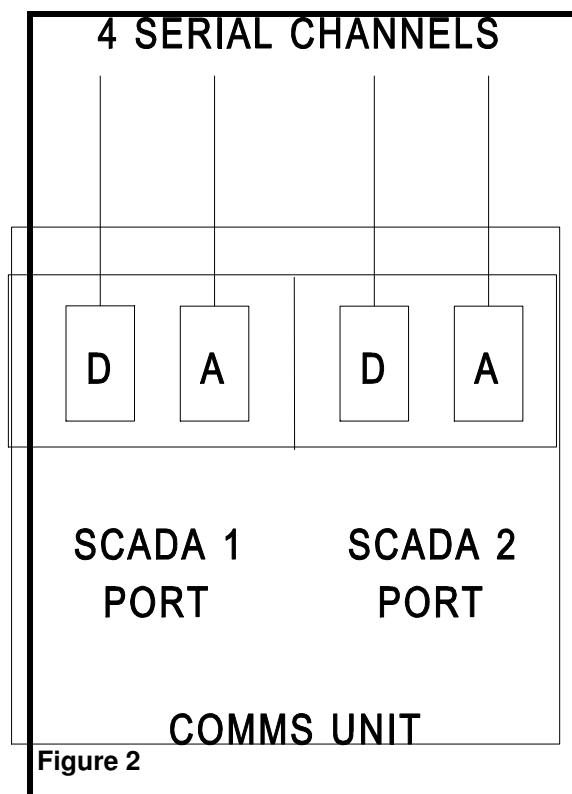 4 SERIAL CHANNELS
D A D A
SCADA 1 SCADA 2
PORT PORT
COMMS UNIT
Figure 2